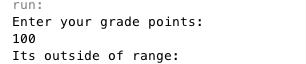 run:
Enter your grade points:
100
Its outside of range: